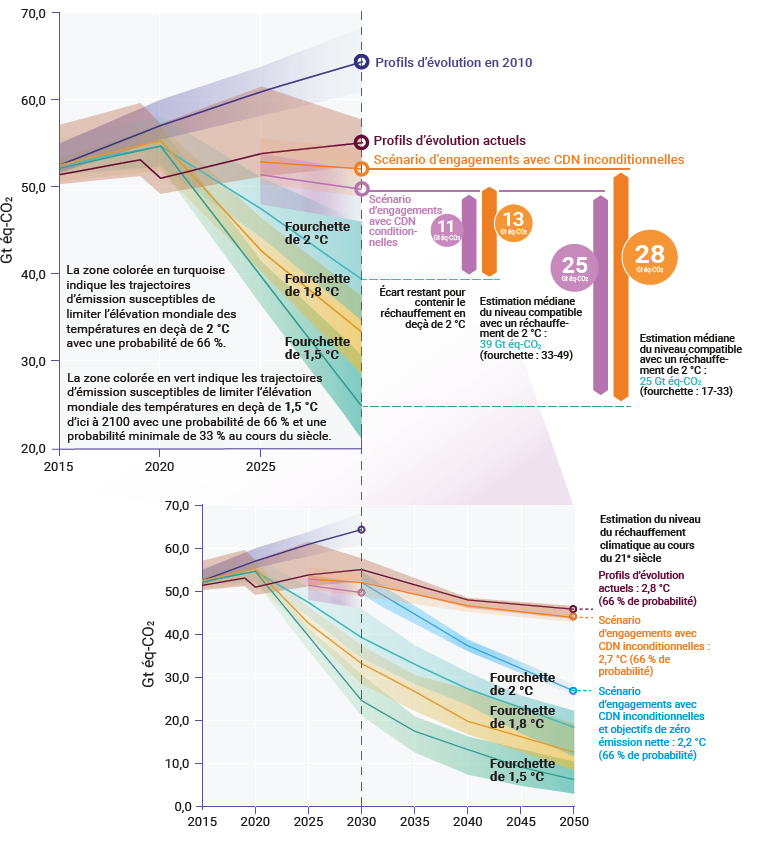 70,0
60,0
50,0
40,0
30,0
20,0
Gt éq-CO₂
2015
2020
2025
Profils d'évolution en 2010
Profils d'évolution actuels
Scénario d'engagements avec CDN inconditionnelles
Scénario
d'engagements
avec CDN
condition-
nelles
11
Gt éq-CO₂
13
Gt éq-CO₂
25
Gt éq-CO₂
28
Gt éq-CO₂
Fourchette
de 2 °C
Fourchette
de 1,8 °C
Fourchette
de 1,5 °C
La zone colorée en turquoise
indique les trajectoires
d'émission susceptibles de
limiter l'élévation mondiale des
températures en deçà de 2 °C
avec une probabilité de 66 %.
La zone colorée en vert indique les trajectoires
d'émission susceptibles de limiter l'élévation
mondiale des températures en deçà de 1,5 °C
d'ici à 2100 avec une probabilité de 66 % et une
probabilité minimale de 33 % au cours du siècle.
Écart restant pour
contenir le
réchauffement en
deçà de 2 °C
Estimation médiane
du niveau compatible
avec un réchauffe-
ment de 2 °C :
39 Gt éq-CO₂
(fourchette : 33-49)
Estimation médiane
du niveau compatible
avec un réchauffe-
ment de 2 °C :
25 Gt éq-CO₂
(fourchette : 17-33)
70,0
60,0
50,0
40,0
30,0
20,0
10,0
0,0
Gt éq-CO₂
2015
2020
2025
2030
2035
2040
2045
2050
Fourchette
de 2 °C
Fourchette
de 1,8 °C
Fourchette
de 1,5 °C
Estimation du niveau
du réchauffement
climatique au cours
du 21ᵉ siècle
Profils d'évolution
actuels : 2,8 °C
(66 % de probabilité)
Scénario
d'engagements avec
CDN inconditionnelles :
2,7 °C (66 % de
probabilité)
Scénario
d'engagements avec
CDN inconditionnelles
et objectifs de zéro
émission nette : 2,2 °C
(66 % de probabilité)